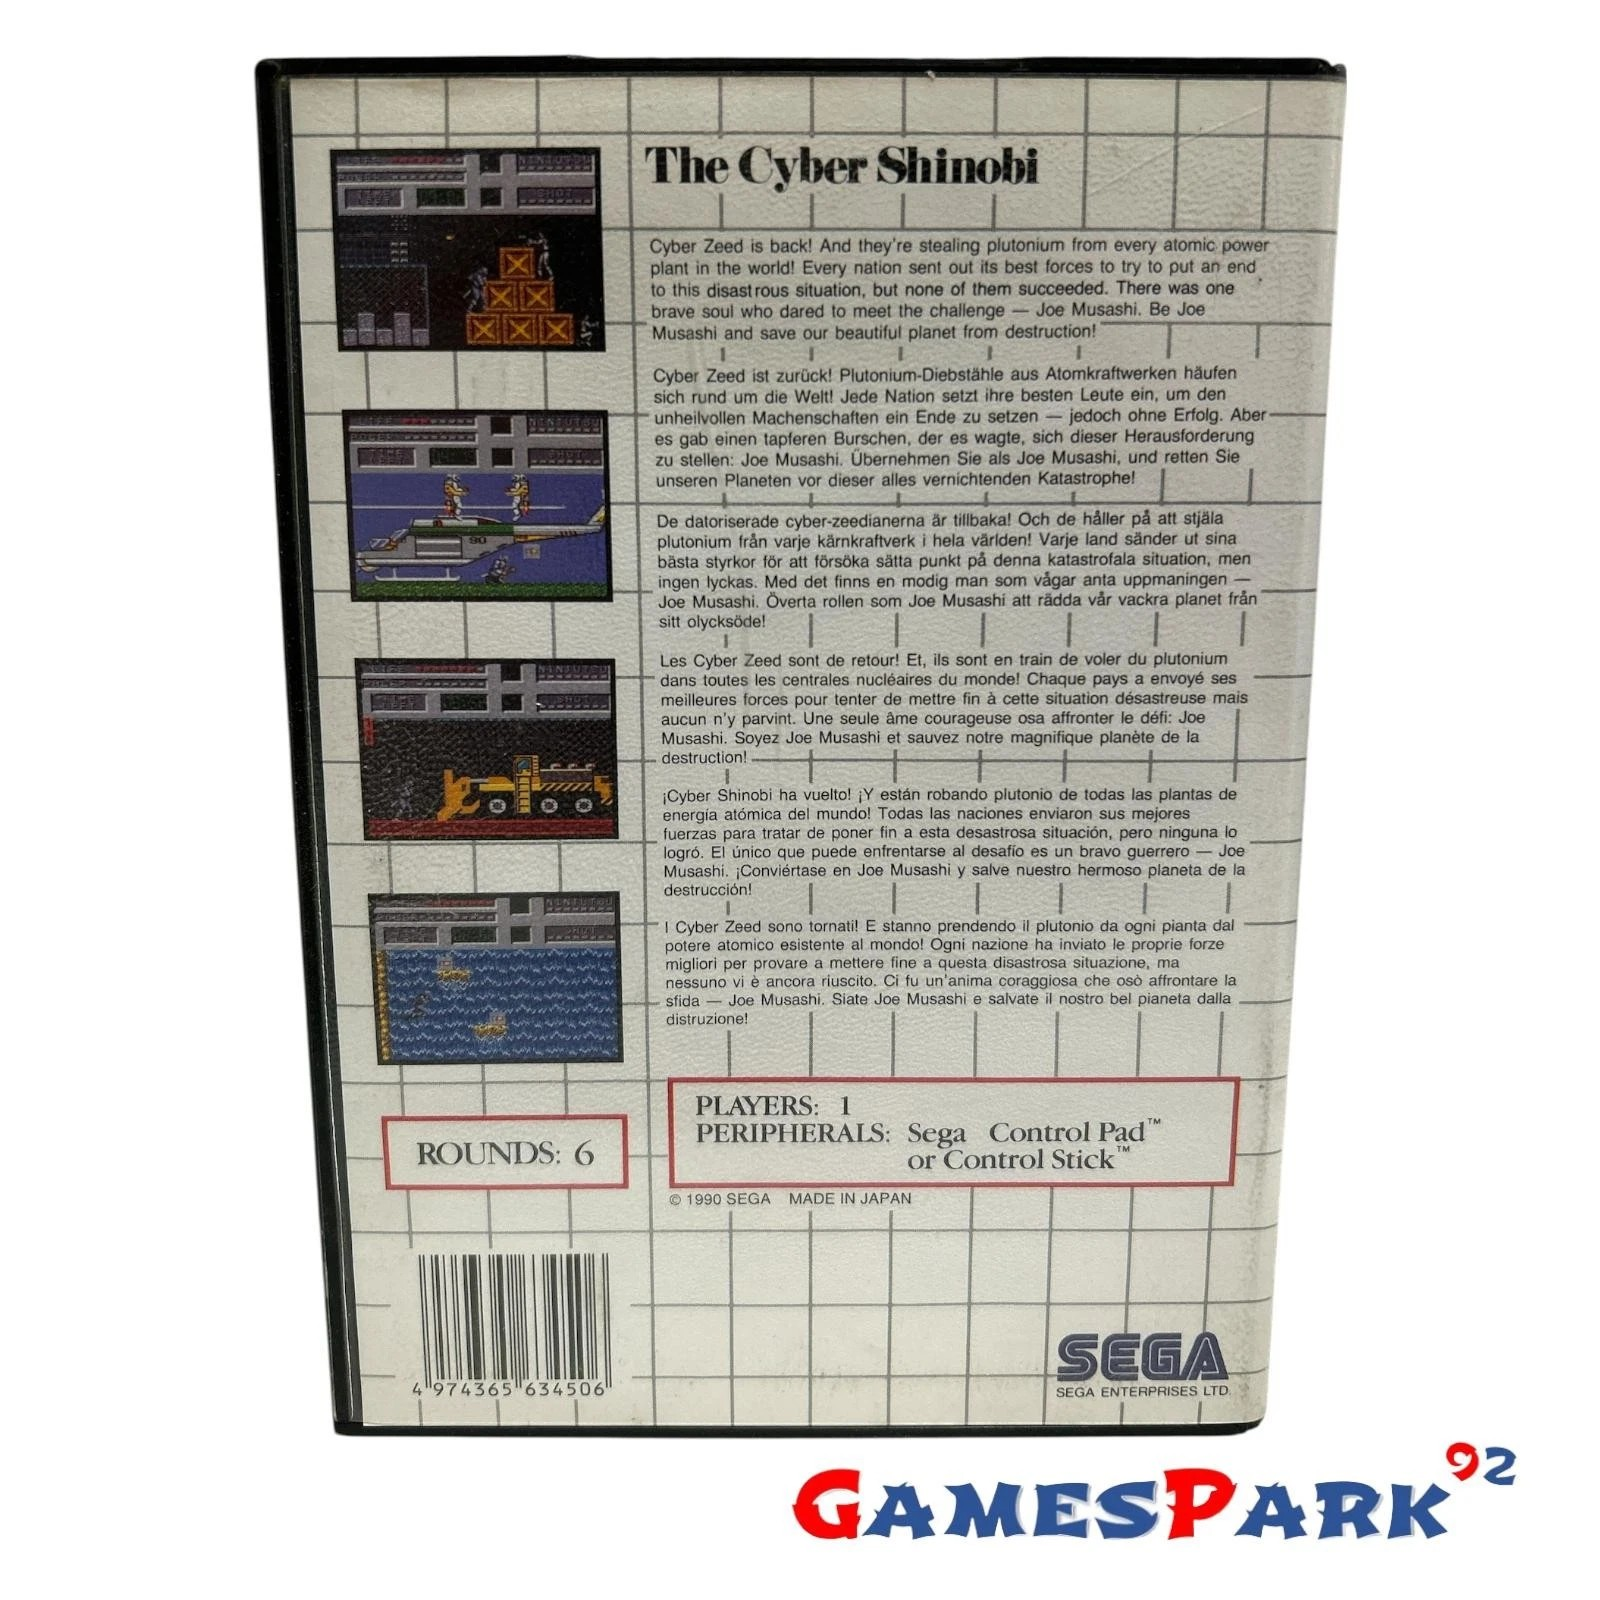 The Cyber Shinobi
Cyber Zeed is back! And they're stealing plutonium from every atomic power
plant in the world! Every nation sent out its best forces to try to put an end
to this disastrous situation, but none of them succeeded. There was one
brave soul who dared to meet the challenge — Joe Musashi. Be Joe
Musashi and save our beautiful planet from destruction!
Cyber Zeed ist zurück! Plutonium-Diebstähle aus Atomkraftwerken häufen
sich rund um die Welt! Jede Nation setzt ihre besten Leute ein, um den
unheilvollen Machenschaften ein Ende zu setzen — jedoch ohne Erfolg. Aber
es gab einen tapferen Burschen, der es wagte, sich dieser Herausforderung
zu stellen: Joe Musashi. Übernehmen Sie als Joe Musashi, und retten Sie
unseren Planeten vor dieser alles vernichtenden Katastrophe!
De datoriserade cyber-zeedianerna är tillbaka! Och de håller på att stjäla
plutonium från varje kärnkraftverk i hela världen! Varje land sänder ut sina
bästa styrkor för att försöka sätta punkt på denna katastrofala situation, men
ingen lyckas. Med det finns en modig man som vågar anta uppmaningen —
Joe Musashi. Överta rollen som Joe Musashi att rädda vår vackra planet från
sitt olycksöde!
Les Cyber Zeed sont de retour! Et, ils sont en train de voler du plutonium
dans toutes les centrales nucléaires du monde! Chaque pays a envoyé ses
meilleures forces pour tenter de mettre fin à cette situation désastreuse mais
aucun n'y parvint. Une seule âme courageuse osa affronter le défi: Joe
Musashi. Soyez Joe Musashi et sauvez notre magnifique planète de la
destruction!
¡Cyber Shinobi ha vuelto! ¡Y están robando plutonio de todas las plantas de
energía atómica del mundo! Todas las naciones enviaron sus mejores
fuerzas para tratar de poner fin a esta desastrosa situación, pero ninguna lo
logró. El único que puede enfrentarse al desafío es un bravo guerrero — Joe
Musashi. ¡Conviértase en Joe Musashi y salve nuestro hermoso planeta de la
destrucción!
I Cyber Zeed sono tornati! E stanno prendendo il plutonio da ogni pianta dal
potere atomico esistente al mondo! Ogni nazione ha inviato le proprie forze
migliori per provare a mettere fine a questa disastrosa situazione, ma
nessuno vi è ancora riuscito. Ci fu un'anima coraggiosa che osò affrontare la
sfida — Joe Musashi. Siate Joe Musashi e salvate il nostro bel pianeta dalla
distruzione!
PLAYERS: 1
PERIPHERALS: Sega Control Pad™
or Control Stick™
ROUNDS: 6
© 1990 SEGA MADE IN JAPAN
4 974365 634506
SEGA
SEGA ENTERPRISES LTD.
GAMESPARK92